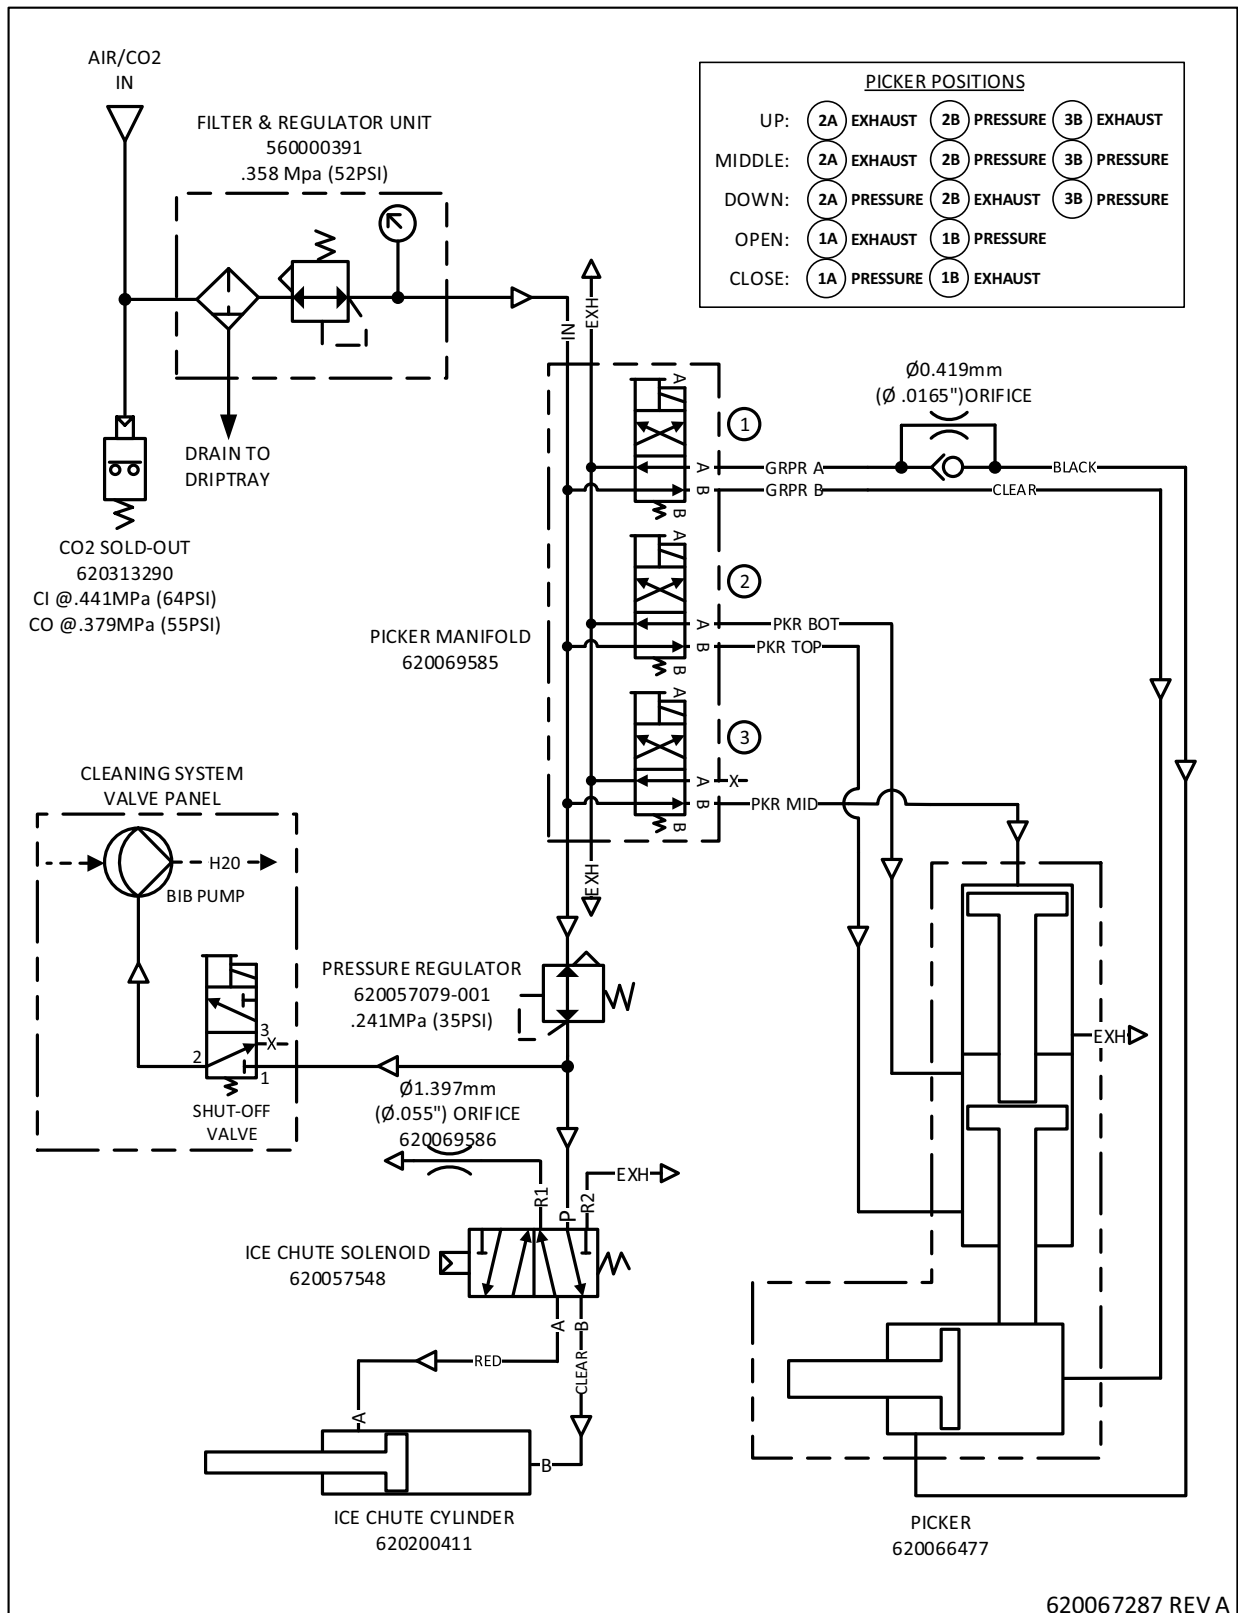 AIR/CO2
IN
FILTER & REGULATOR UNIT
560000391
.358 Mpa (52PSI)
PICKER POSITIONS
UP: 2A EXHAUST 2B PRESSURE 3B EXHAUST
MIDDLE: 2A EXHAUST 2B PRESSURE 3B PRESSURE
DOWN: 2A PRESSURE 2B EXHAUST 3B PRESSURE
OPEN: 1A EXHAUST 1B PRESSURE
CLOSE: 1A PRESSURE 1B EXHAUST
DRAIN TO
DRIPTRAY
CO2 SOLD-OUT
620313290
CI @.441MPa (64PSI)
CO @.379MPa (55PSI)
IN
EXH
Ø0.419mm
(Ø .0165")ORIFICE
A
1
A
GRPR A
BLACK
B
GRPR B
CLEAR
B
A
2
A
PKR BOT
B
PKR TOP
B
PICKER MANIFOLD
620069585
A
3
A
X
B
PKR MID
B
EXH
CLEANING SYSTEM
VALVE PANEL
H20
BIB PUMP
2
3
X
1
SHUT-OFF
VALVE
PRESSURE REGULATOR
620057079-001
.241MPa (35PSI)
EXH
Ø1.397mm
(Ø.055") ORIFICE
620069586
R1
P
R2
EXH
ICE CHUTE SOLENOID
620057548
A
B
RED
CLEAR
A
B
ICE CHUTE CYLINDER
620200411
PICKER
620066477
620067287 REV A